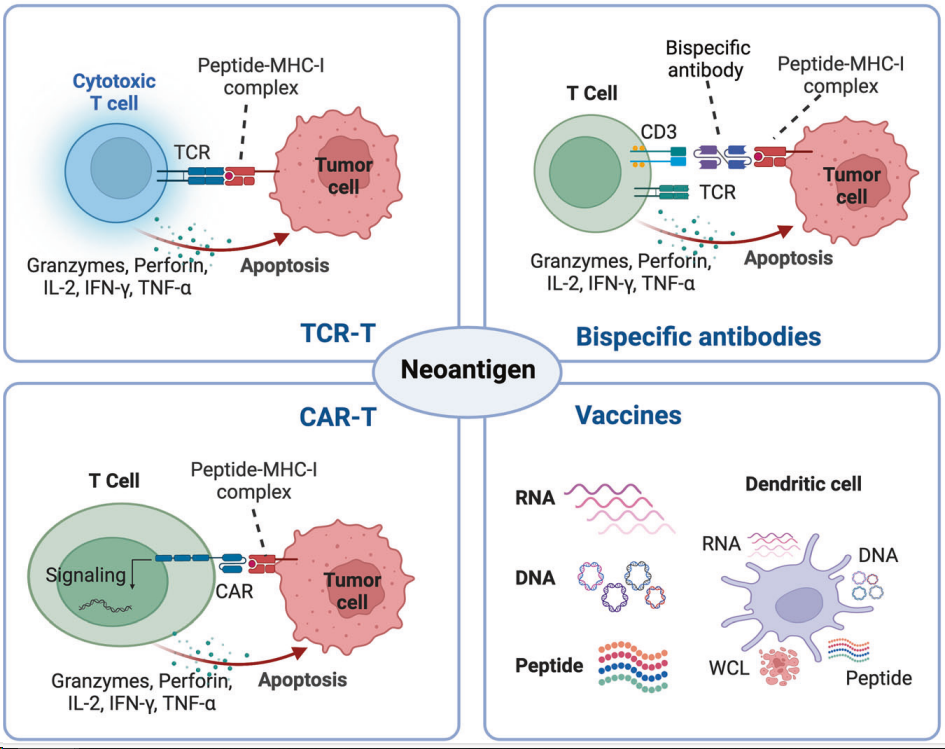 Cytotoxic
T cell
Peptide-MHC-I
complex
TCR
Tumor
cell
Granzymes, Perforin,
IL-2, IFN-γ, TNF-α
Apoptosis
TCR-T
Bispecific
antibody
Peptide-MHC-I
complex
T Cell
CD3
TCR
Tumor
cell
Granzymes, Perforin,
IL-2, IFN-γ, TNF-α
Apoptosis
Bispecific antibodies
Neoantigen
CAR-T
Peptide-MHC-I
complex
T Cell
Signaling
CAR
Tumor
cell
Granzymes, Perforin,
IL-2, IFN-γ, TNF-α
Apoptosis
Vaccines
RNA
DNA
Peptide
Dendritic cell
RNA
DNA
WCL
Peptide